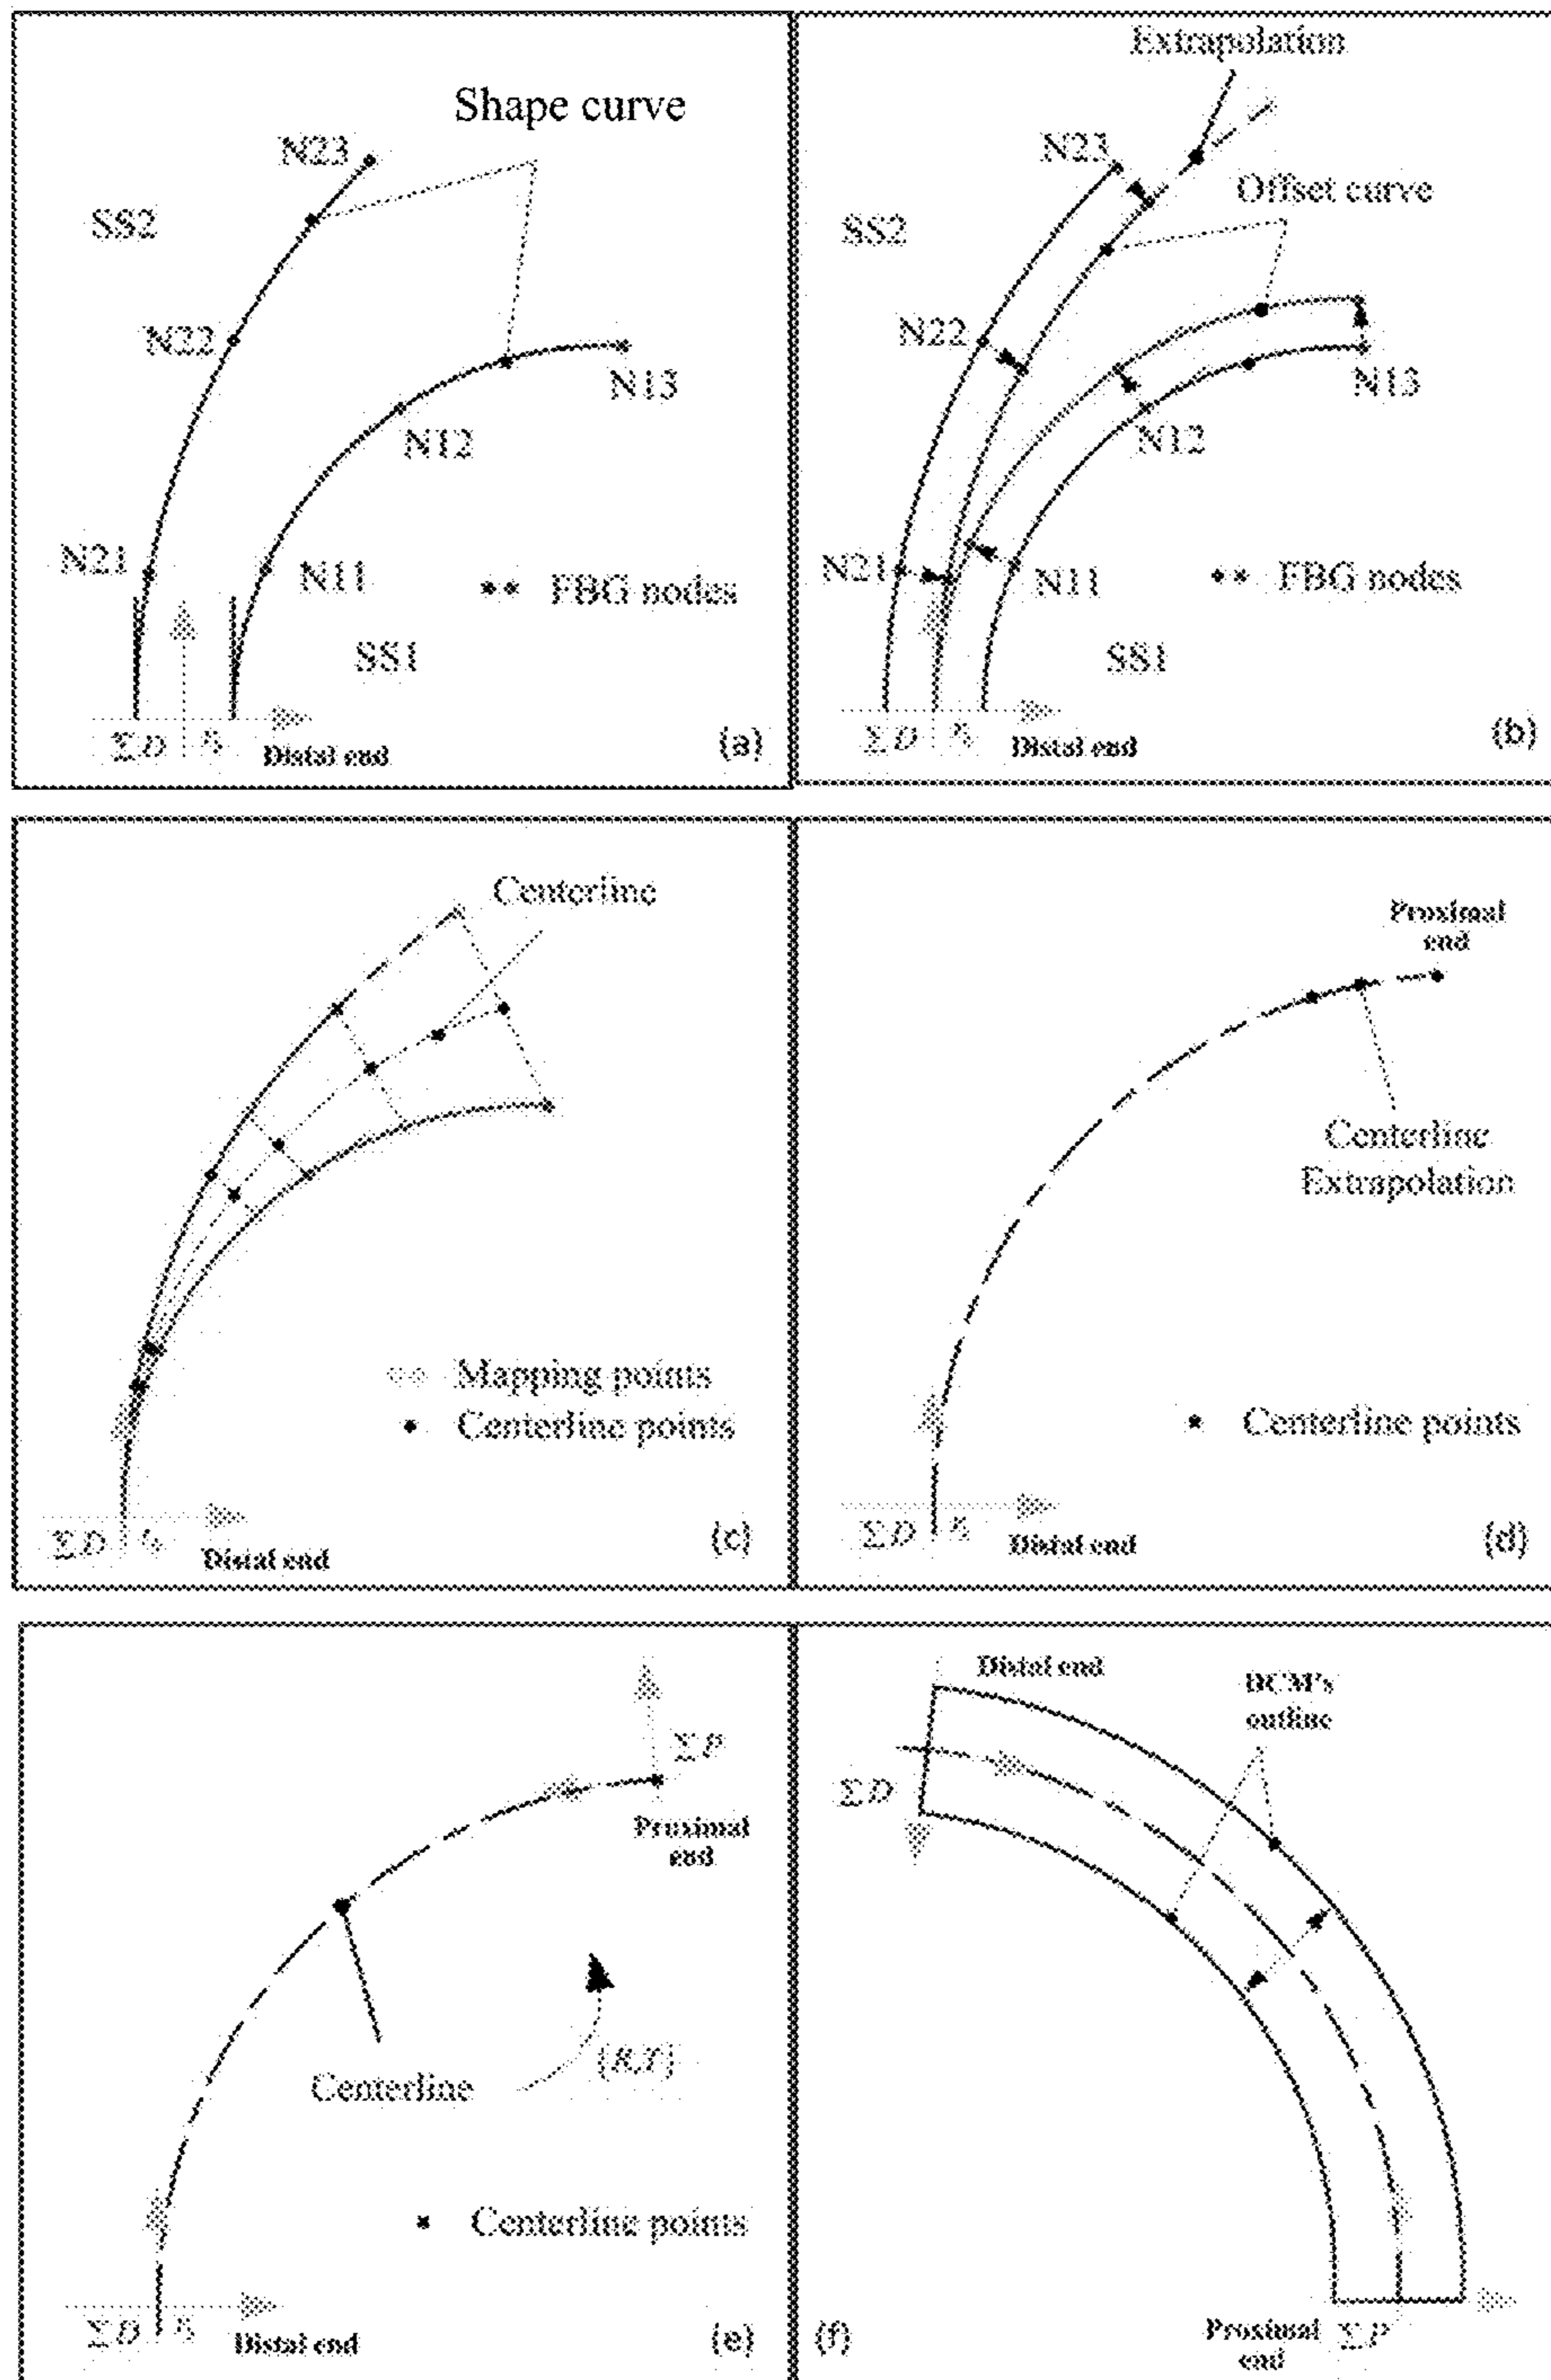 Shape curve
N23
SS2
N22
N13
N12
N21
N11
FBG nodes
SS1
ΣD
Distal end
(a)
Extrapolation
N23
Offset curve
SS2
N22
N13
N12
N21
N11
FBG nodes
SS1
ΣD
Distal end
(b)
Centerline
Mapping points
Centerline points
ΣD
Distal end
(c)
Proximal
end
Centerline
Extrapolation
Centerline points
ΣD
Distal end
(d)
ΣP
Proximal
end
{R,T}
Centerline
Centerline points
ΣD
Distal end
(e)
Distal end
DCM's
outline
ΣD
(f)
Proximal
end
ΣP